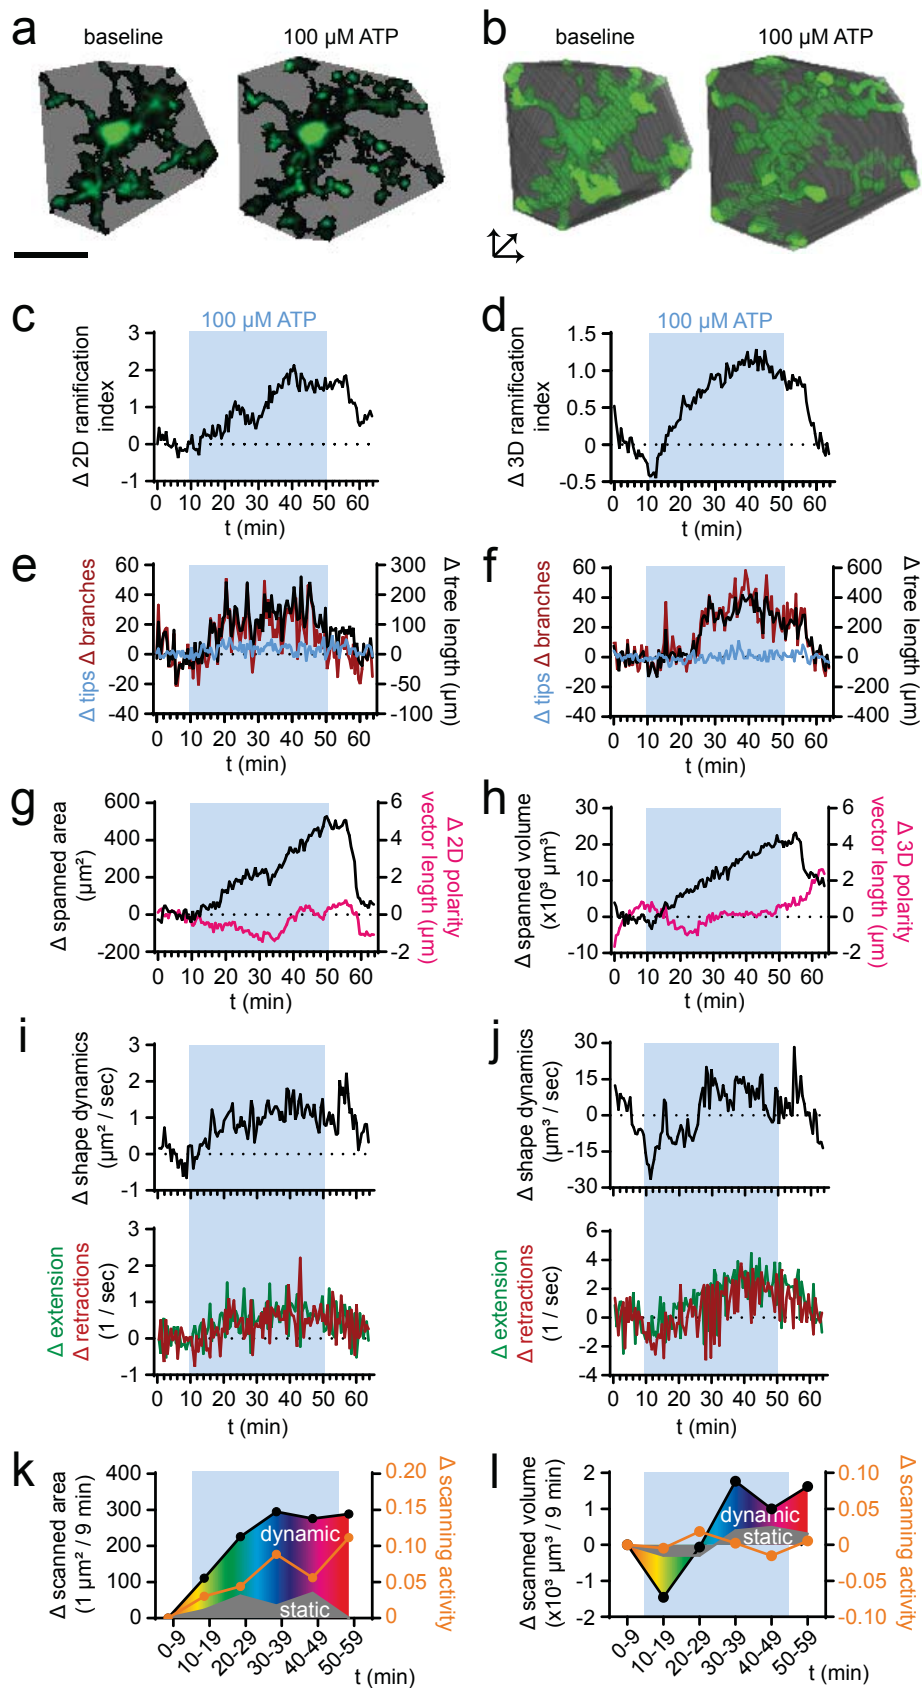 a
baseline
100 µM ATP
b
baseline
100 µM ATP
c
100 µM ATP
Δ 2D ramification
index
3
2
1
0
-1
0 10 20 30 40 50 60
t (min)
d
100 µM ATP
Δ 3D ramification
index
1.5
1.0
0.5
0
-0.5
0 10 20 30 40 50 60
t (min)
e
Δ tips Δ branches
60
40
20
0
-20
-40
300
200
100
0
-50
-100
Δ tree length (µm)
0 10 20 30 40 50 60
t (min)
f
Δ tips Δ branches
60
40
20
0
-20
-40
600
400
200
0
-200
-400
Δ tree length (µm)
0 10 20 30 40 50 60
t (min)
g
Δ spanned area
(µm²)
600
400
200
0
-200
6
4
2
0
-2
Δ 2D polarity
vector length (µm)
0 10 20 30 40 50 60
t (min)
h
Δ spanned volume
(x10³ µm³)
30
20
10
0
-10
6
4
2
0
-2
Δ 3D polarity
vector length (µm)
0 10 20 30 40 50 60
t (min)
i
Δ shape dynamics
(µm² / sec)
3
2
1
0
-1
Δ extension
Δ retractions
(1 / sec)
3
2
1
0
-1
0 10 20 30 40 50 60
t (min)
j
Δ shape dynamics
(µm³ / sec)
30
15
0
-15
-30
Δ extension
Δ retractions
(1 / sec)
6
4
2
0
-2
-4
0 10 20 30 40 50 60
t (min)
k
Δ scanned area
(1 µm² / 9 min)
400
300
200
100
0
dynamic
static
0.20
0.15
0.10
0.05
0
Δ scanning activity
0-9
10-19
20-29
30-39
40-49
50-59
t (min)
l
Δ scanned volume
(x10³ µm³ / 9 min)
2
1
0
-1
-2
dynamic
static
0.10
0.05
0
-0.05
-0.10
Δ scanning activity
0-9
10-19
20-29
30-39
40-49
50-59
t (min)